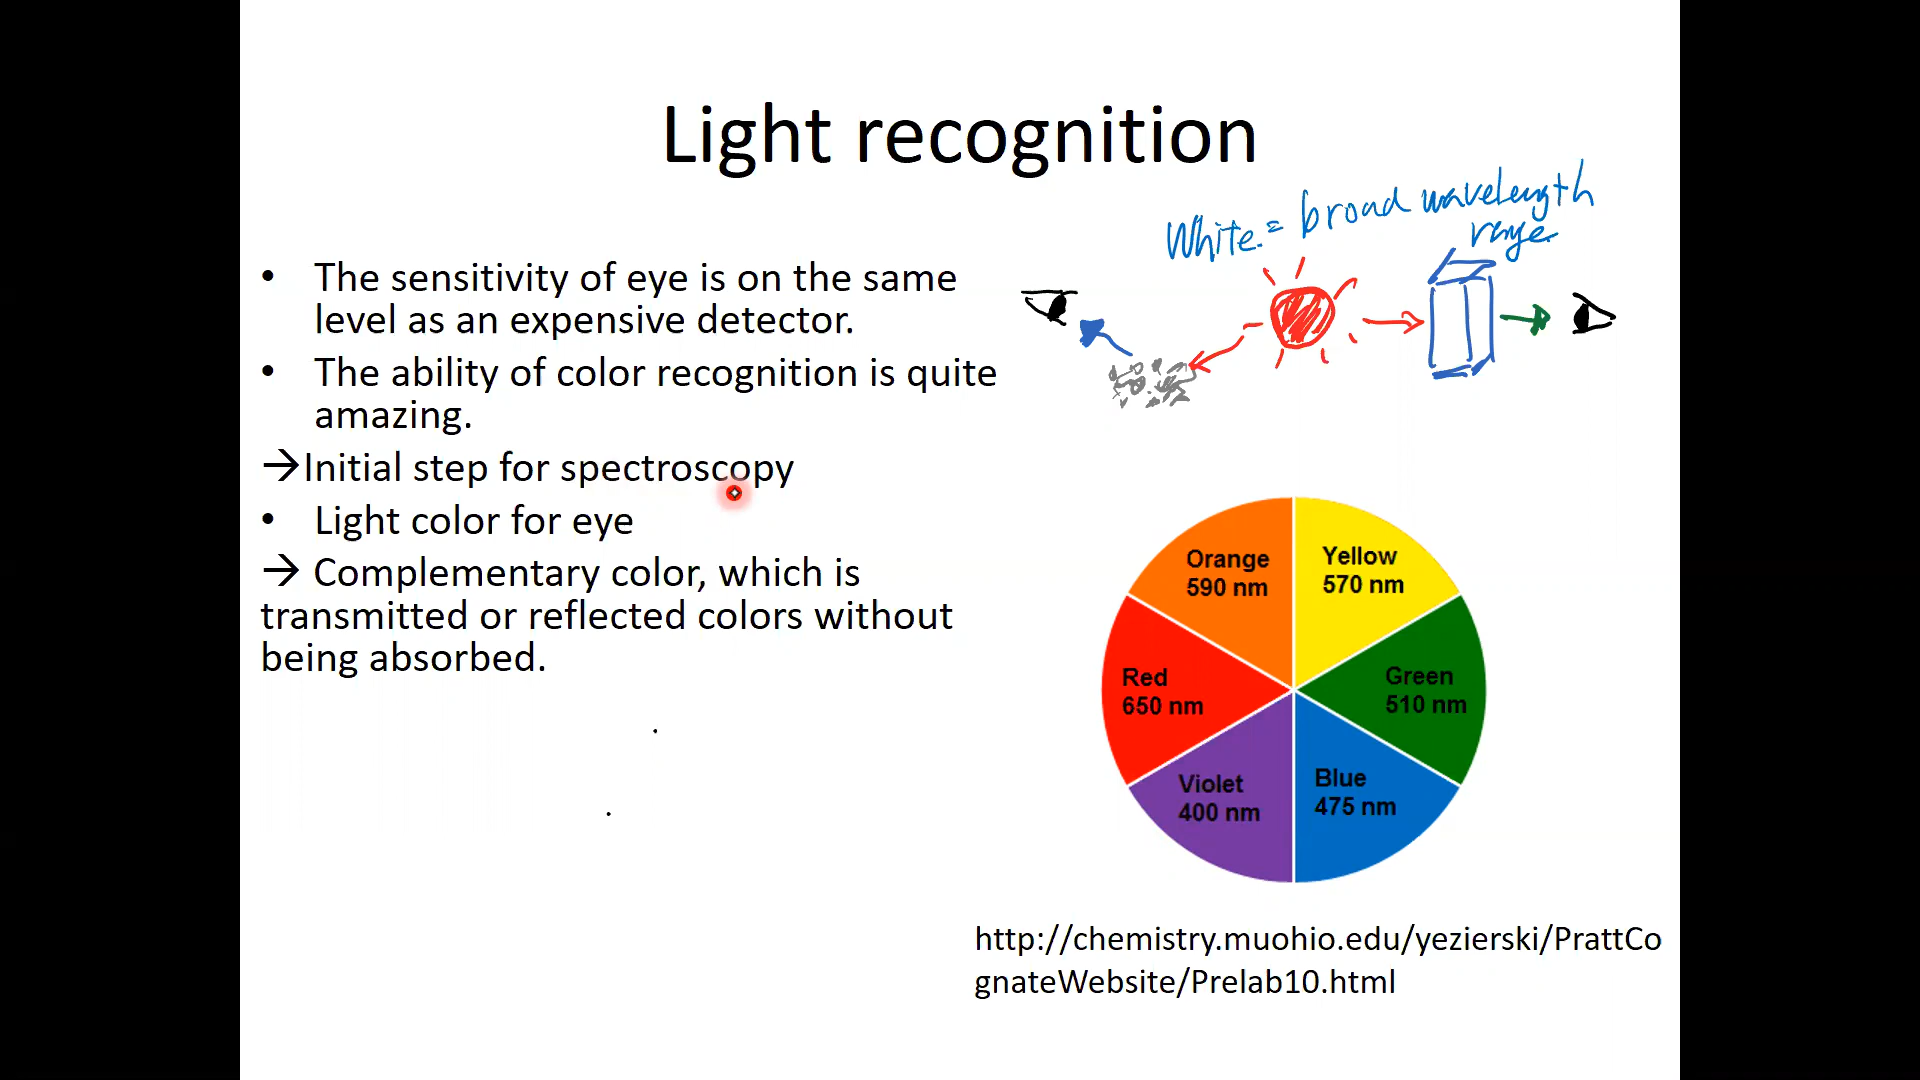 Light recognition
White = broad wavelength
range
• The sensitivity of eye is on the same
level as an expensive detector.
• The ability of color recognition is quite
amazing.
→Initial step for spectroscopy
• Light color for eye
→ Complementary color, which is
transmitted or reflected colors without
being absorbed.
Orange
590 nm
Yellow
570 nm
Red
650 nm
Green
510 nm
Violet
400 nm
Blue
475 nm
http://chemistry.muohio.edu/yezierski/PrattCo
gnateWebsite/Prelab10.html